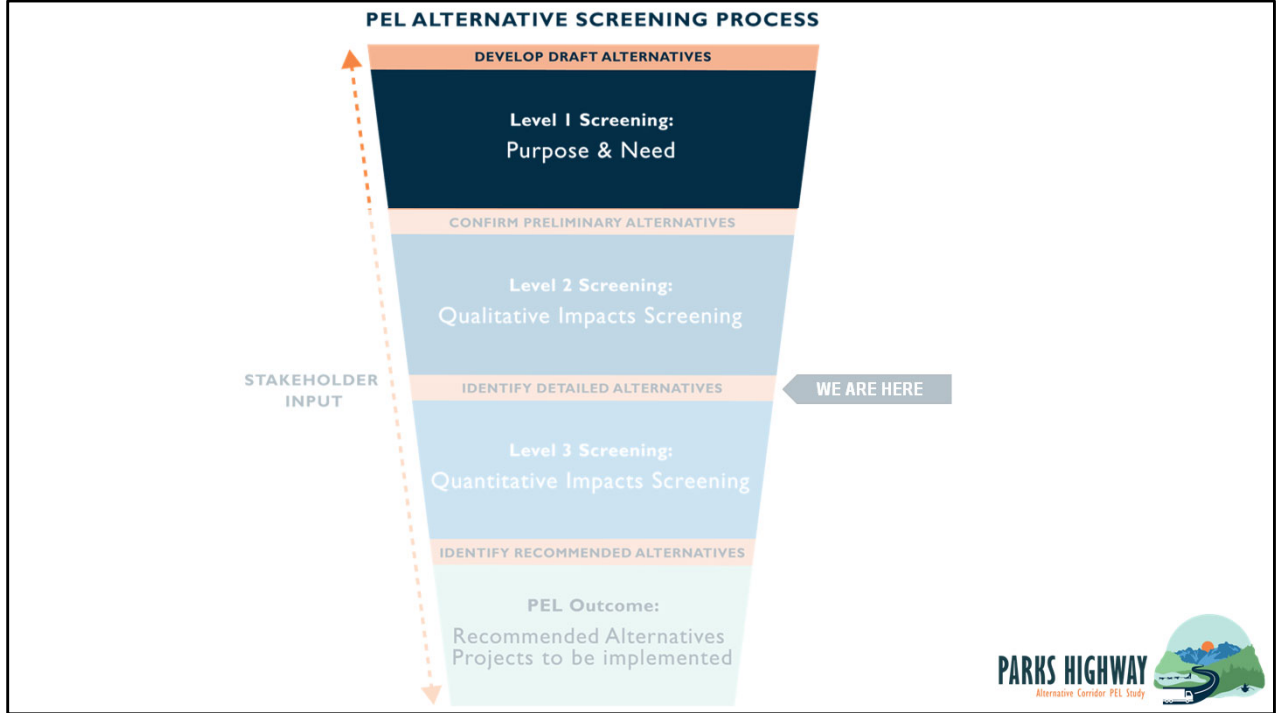 PEL ALTERNATIVE SCREENING PROCESS
DEVELOP DRAFT ALTERNATIVES
Level 1 Screening:
Purpose & Need
CONFIRM PRELIMINARY ALTERNATIVES
Level 2 Screening:
Qualitative Impacts Screening
STAKEHOLDER
INPUT
IDENTIFY DETAILED ALTERNATIVES
WE ARE HERE
Level 3 Screening:
Quantitative Impacts Screening
IDENTIFY RECOMMENDED ALTERNATIVES
PEL Outcome:
Recommended Alternatives
Projects to be implemented
PARKS HIGHWAY
Alternative Corridor PEL Study